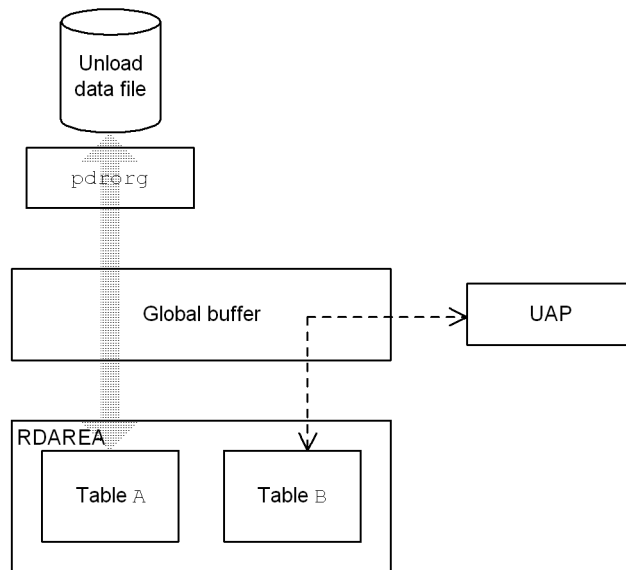 Unload
data file
pdrorg
Global buffer
UAP
RDAREA
Table A
Table B